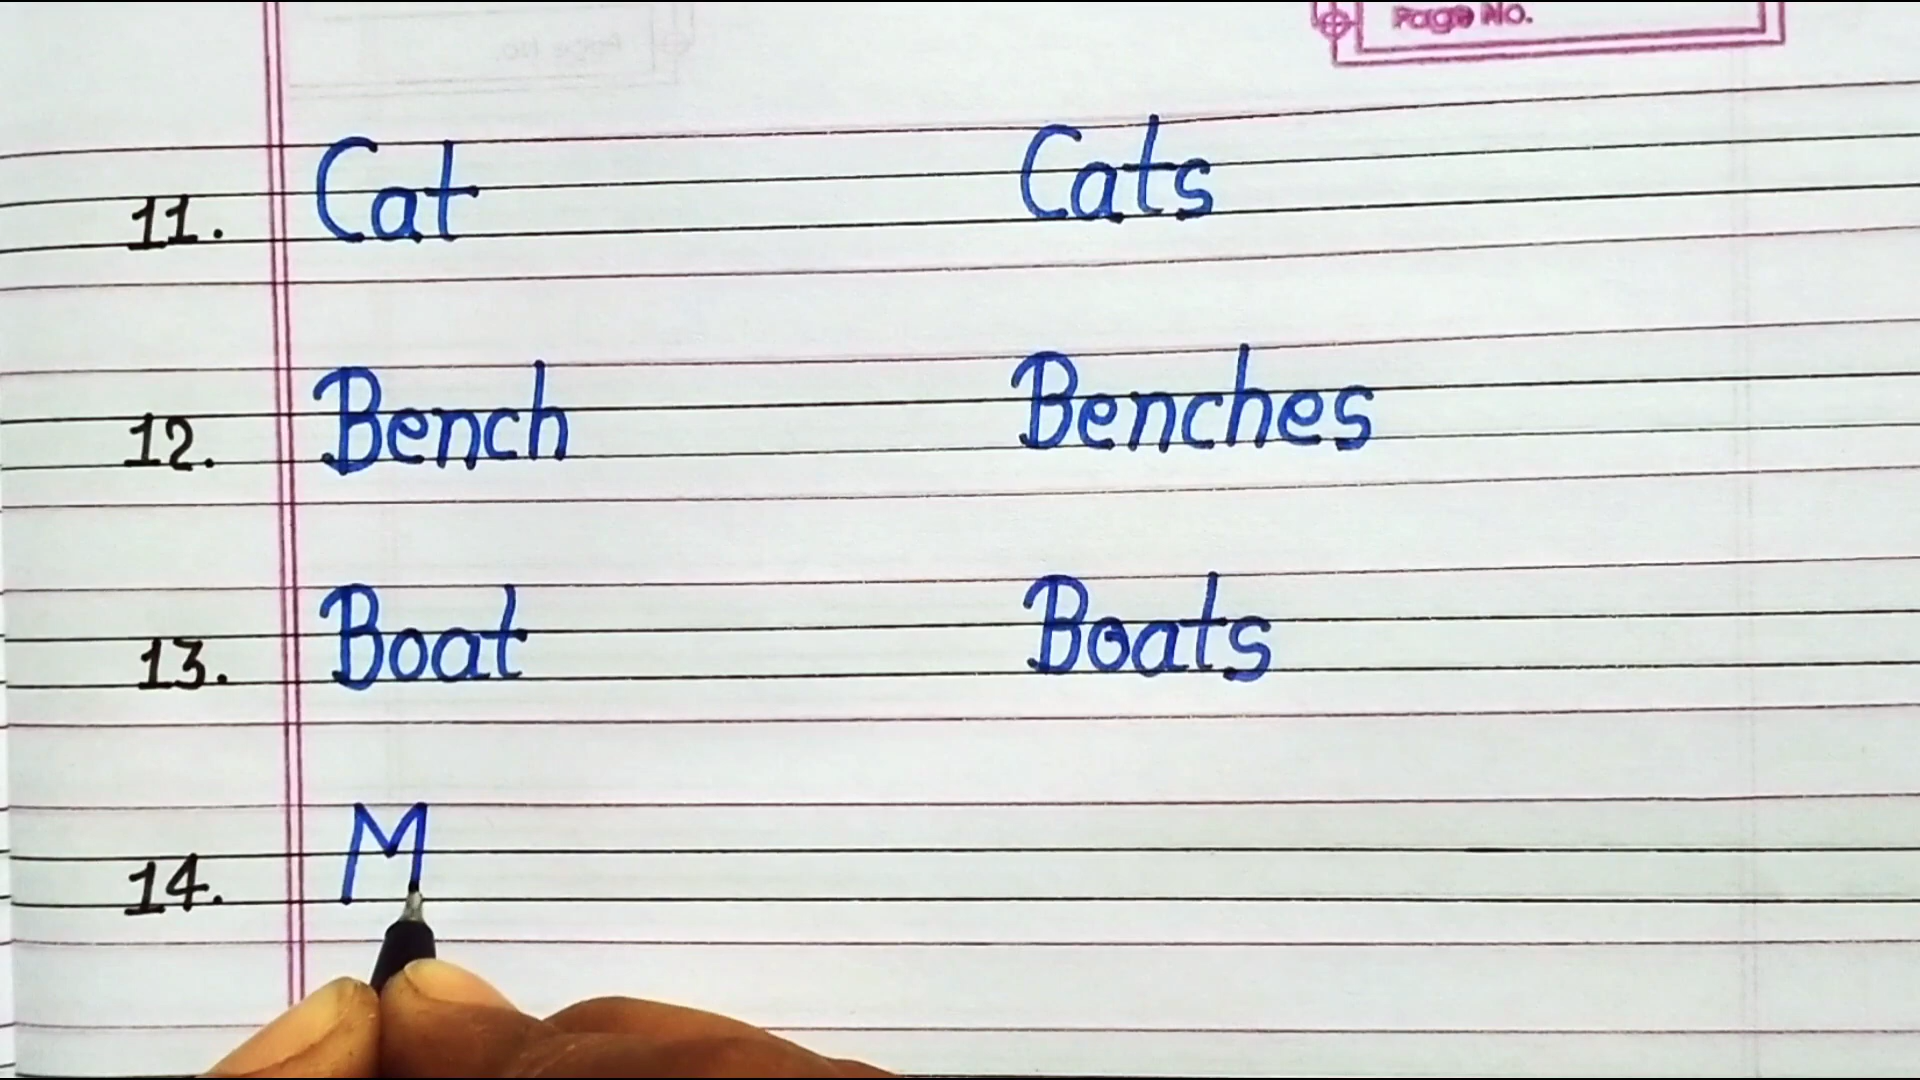 Page No.
11. Cat Cats
12. Bench Benches
13. Boat Boats
14. M